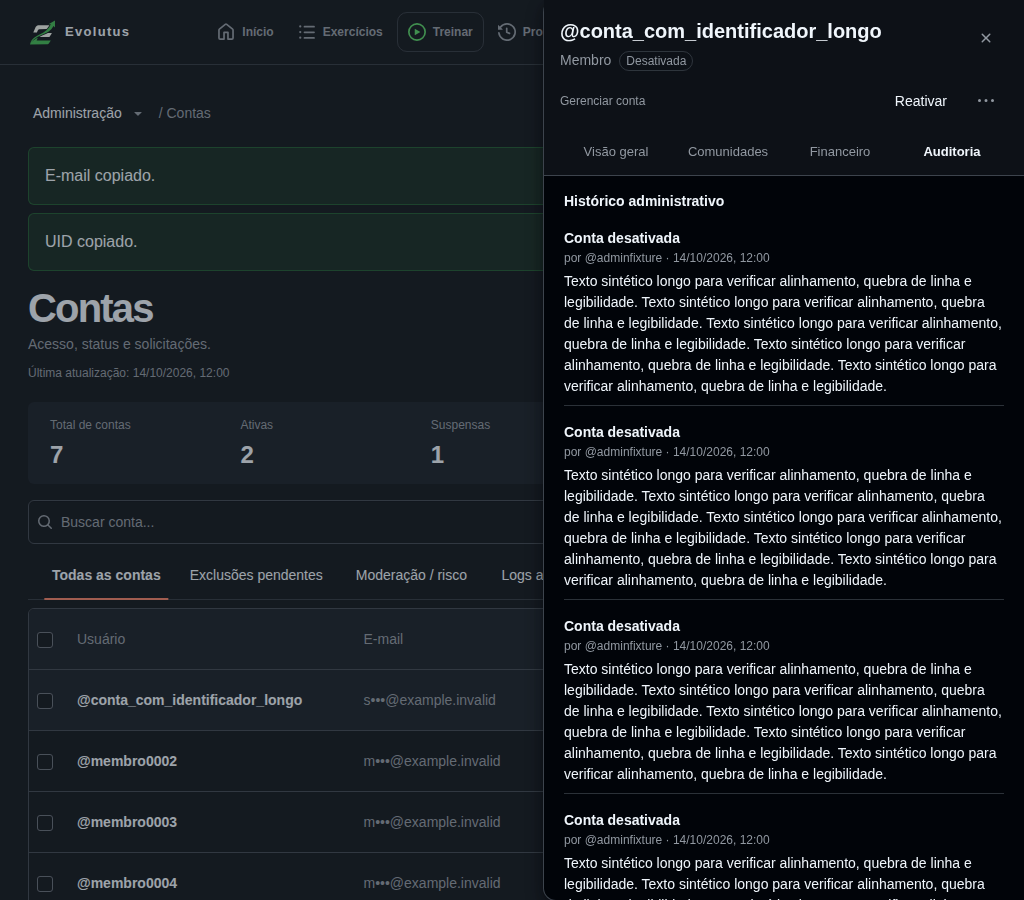 Evolutus
Início
Exercícios
Treinar
Pro
Administração
/ Contas
E-mail copiado.
UID copiado.
Contas
Acesso, status e solicitações.
Última atualização: 14/10/2026, 12:00
Total de contas
Ativas
Suspensas
7
2
1
Buscar conta...
Todas as contas
Exclusões pendentes
Moderação / risco
Logs a
Usuário
E-mail
@conta_com_identificador_longo
s•••@example.invalid
@membro0002
m•••@example.invalid
@membro0003
m•••@example.invalid
@membro0004
m•••@example.invalid
@conta_com_identificador_longo
Membro
Desativada
Gerenciar conta
Reativar
Visão geral
Comunidades
Financeiro
Auditoria
Histórico administrativo
Conta desativada
por @adminfixture · 14/10/2026, 12:00
Texto sintético longo para verificar alinhamento, quebra de linha e
legibilidade. Texto sintético longo para verificar alinhamento, quebra
de linha e legibilidade. Texto sintético longo para verificar alinhamento,
quebra de linha e legibilidade. Texto sintético longo para verificar
alinhamento, quebra de linha e legibilidade. Texto sintético longo para
verificar alinhamento, quebra de linha e legibilidade.
Conta desativada
por @adminfixture · 14/10/2026, 12:00
Texto sintético longo para verificar alinhamento, quebra de linha e
legibilidade. Texto sintético longo para verificar alinhamento, quebra
de linha e legibilidade. Texto sintético longo para verificar alinhamento,
quebra de linha e legibilidade. Texto sintético longo para verificar
alinhamento, quebra de linha e legibilidade. Texto sintético longo para
verificar alinhamento, quebra de linha e legibilidade.
Conta desativada
por @adminfixture · 14/10/2026, 12:00
Texto sintético longo para verificar alinhamento, quebra de linha e
legibilidade. Texto sintético longo para verificar alinhamento, quebra
de linha e legibilidade. Texto sintético longo para verificar alinhamento,
quebra de linha e legibilidade. Texto sintético longo para verificar
alinhamento, quebra de linha e legibilidade. Texto sintético longo para
verificar alinhamento, quebra de linha e legibilidade.
Conta desativada
por @adminfixture · 14/10/2026, 12:00
Texto sintético longo para verificar alinhamento, quebra de linha e
legibilidade. Texto sintético longo para verificar alinhamento, quebra